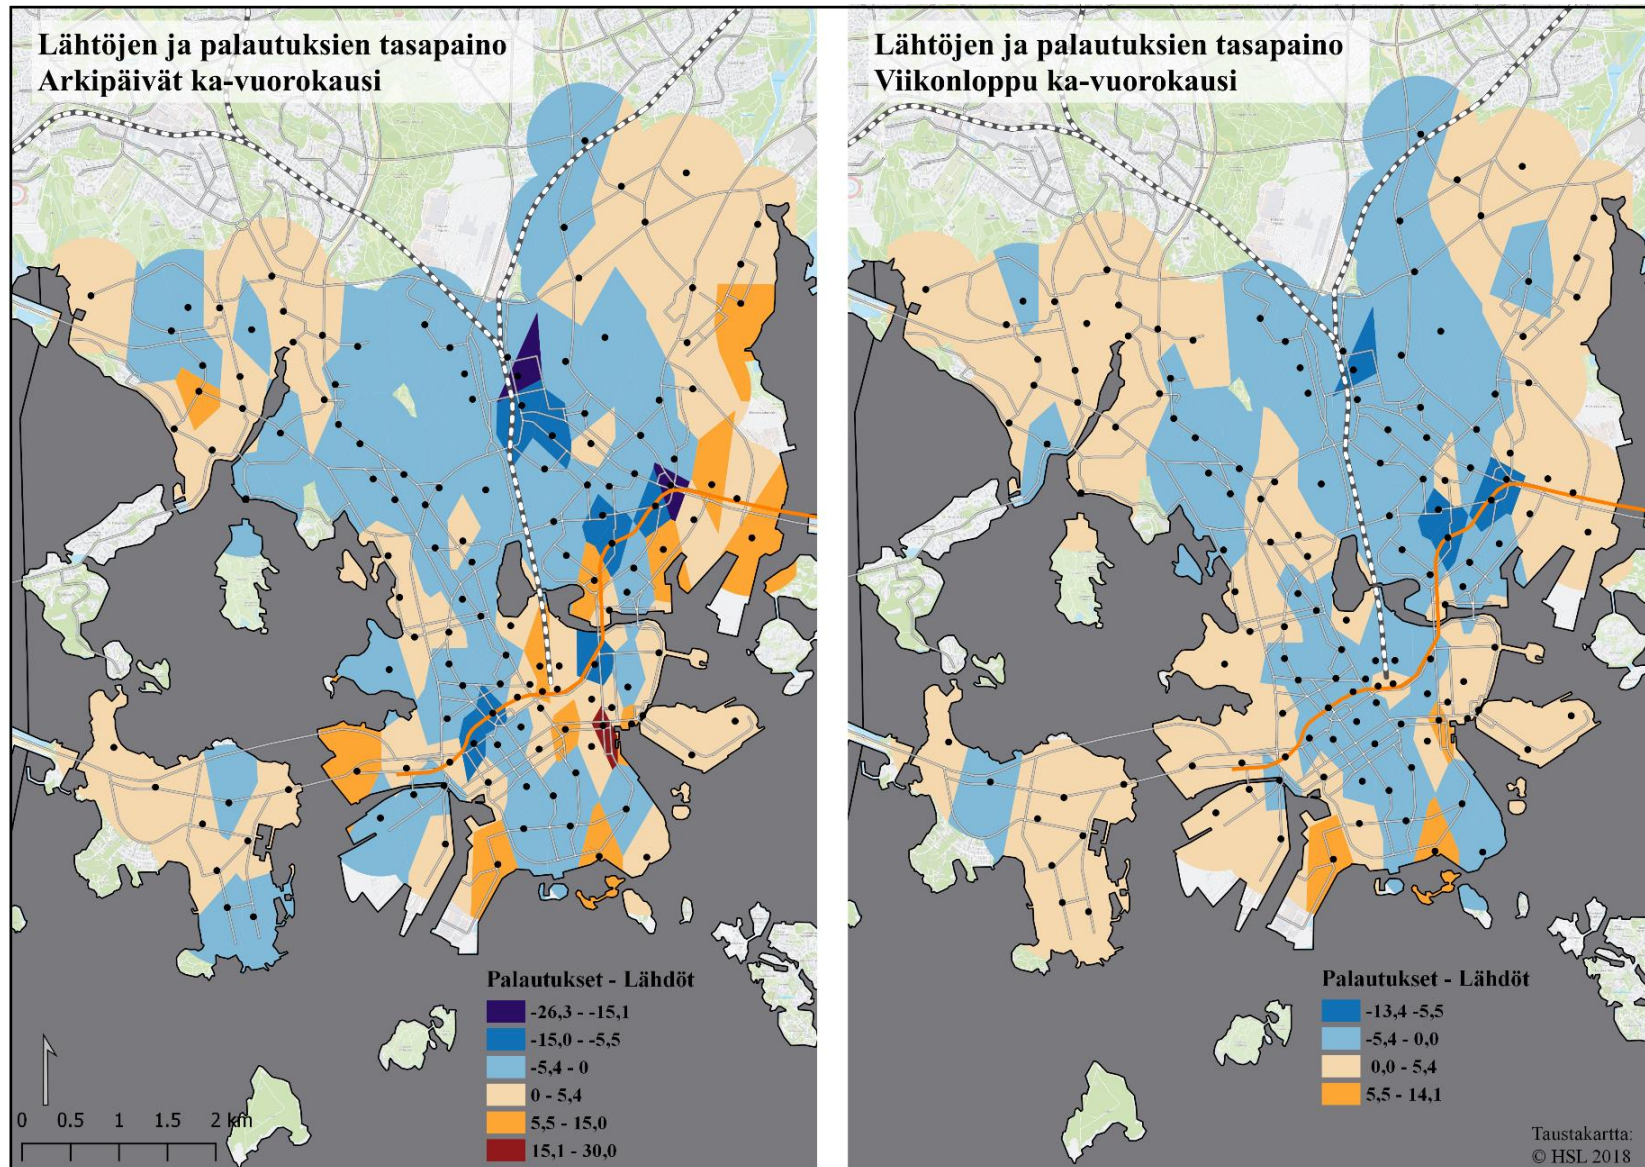 Lähtöjen ja palautuksien tasapaino
Arkipäivät ka-vuorokausi
Palautukset - Lähdöt
-26,3 - -15,1
-15,0 - -5,5
-5,4 - 0
0 - 5,4
5,5 - 15,0
15,1 - 30,0
0 0.5 1 1.5 2 km
Lähtöjen ja palautuksien tasapaino
Viikonloppu ka-vuorokausi
Palautukset - Lähdöt
-13,4 -5,5
-5,4 - 0,0
0,0 - 5,4
5,5 - 14,1
Taustakartta:
© HSL 2018